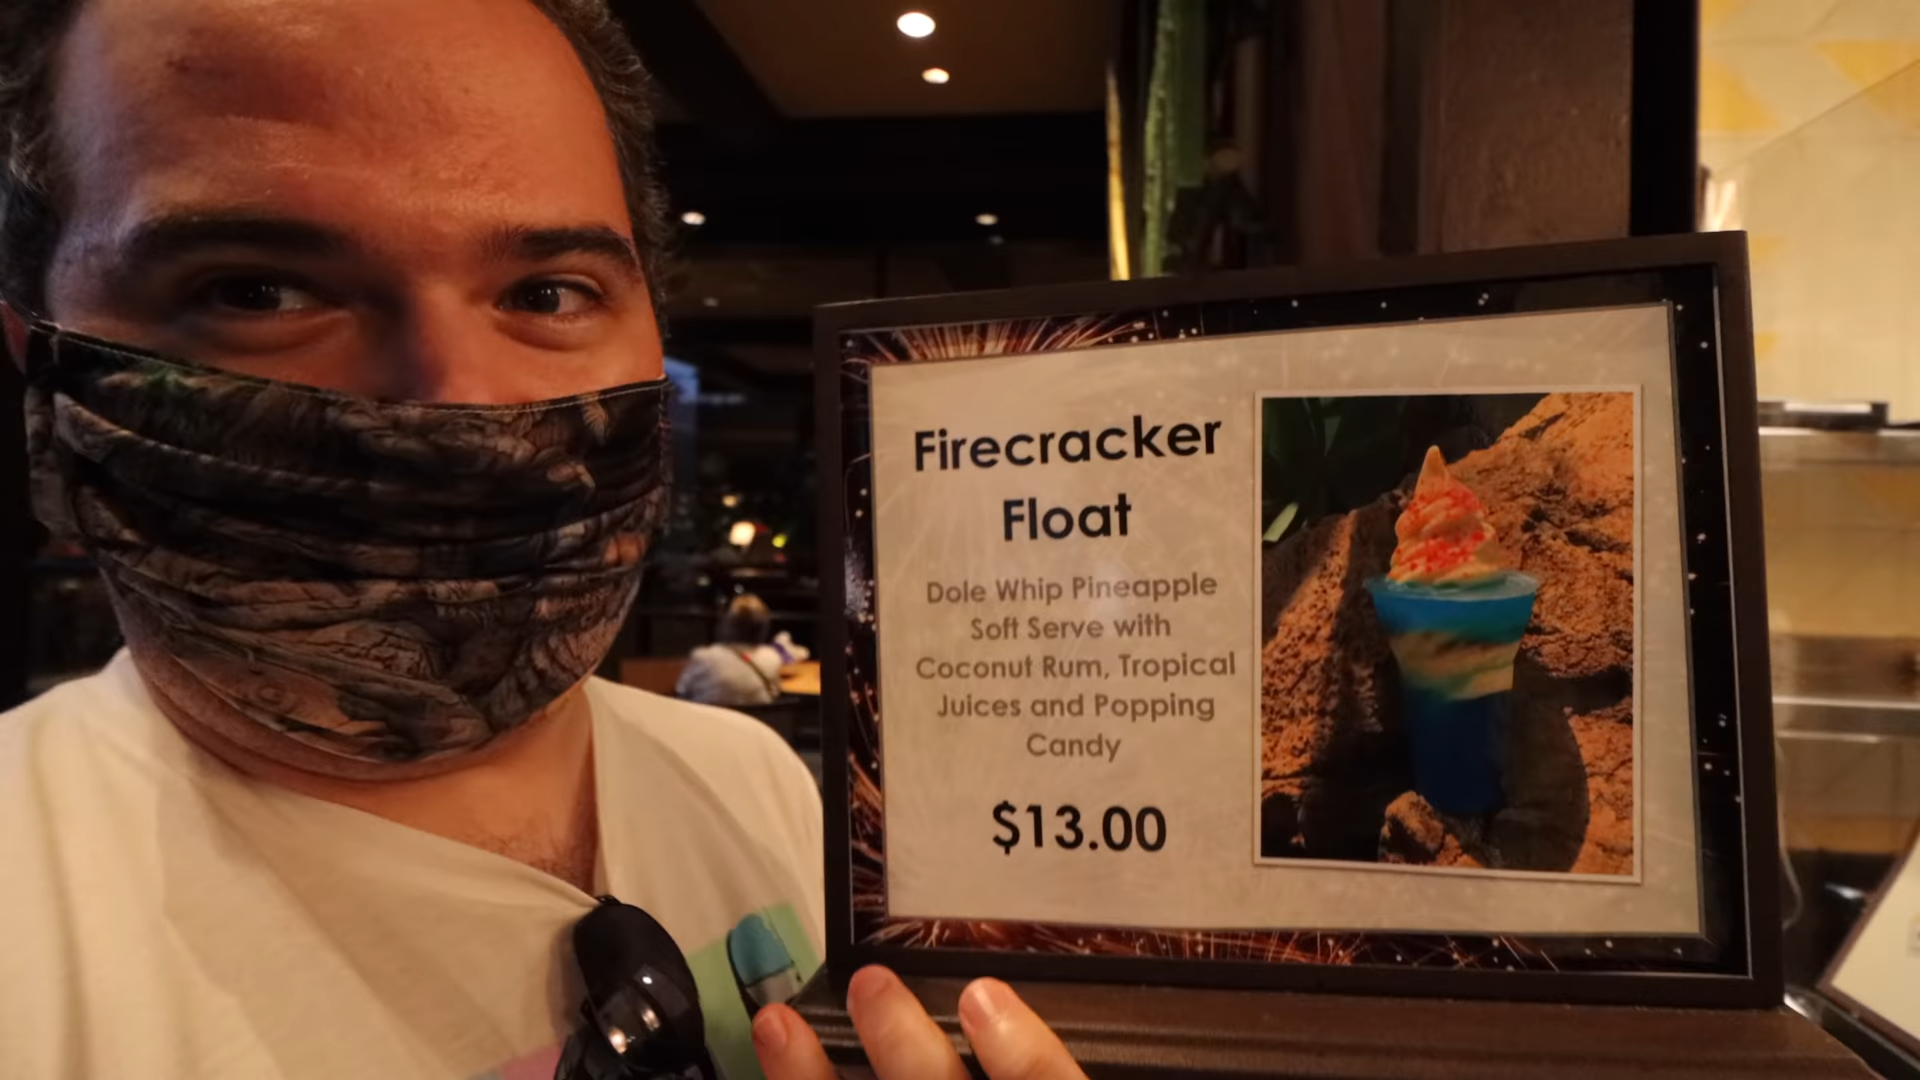 Firecracker
Float
Dole Whip Pineapple
Soft Serve with
Coconut Rum, Tropical
Juices and Popping
Candy
$13.00